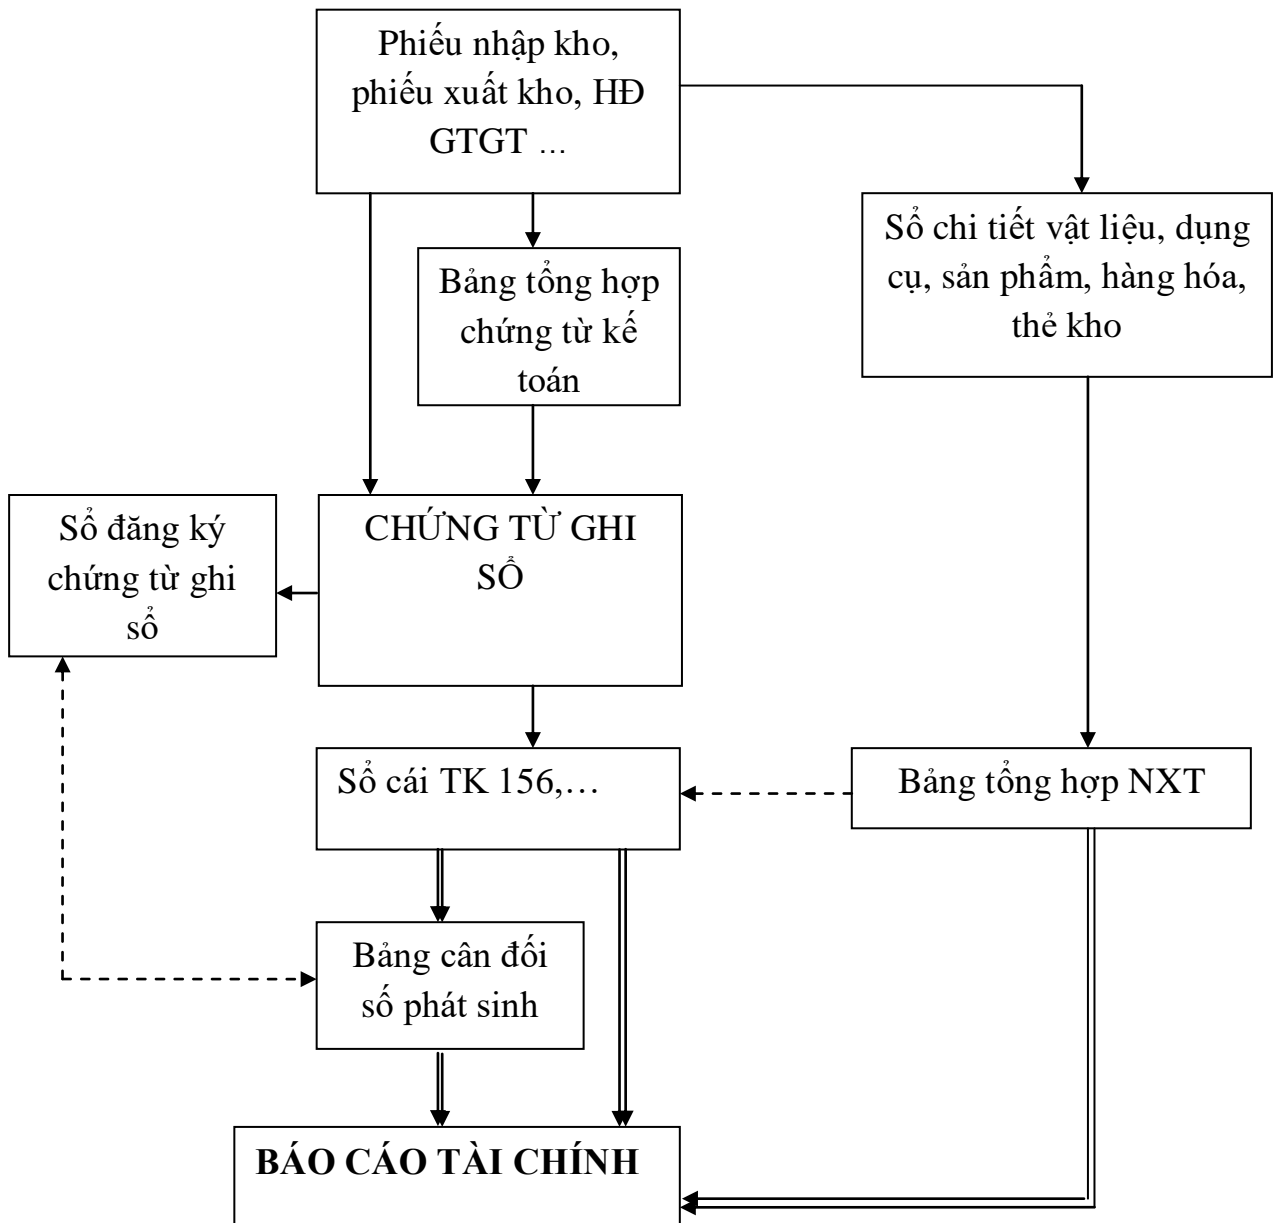 Phiếu nhập kho,
phiếu xuất kho, HĐ
GTGT ...
Sổ chi tiết vật liệu, dụng
cụ, sản phẩm, hàng hóa,
thẻ kho
Bảng tổng hợp
chứng từ kế
toán
Sổ đăng ký
chứng từ ghi
sổ
CHỨNG TỪ GHI
SỔ
Sổ cái TK 156,…
Bảng tổng hợp NXT
Bảng cân đối
số phát sinh
BÁO CÁO TÀI CHÍNH